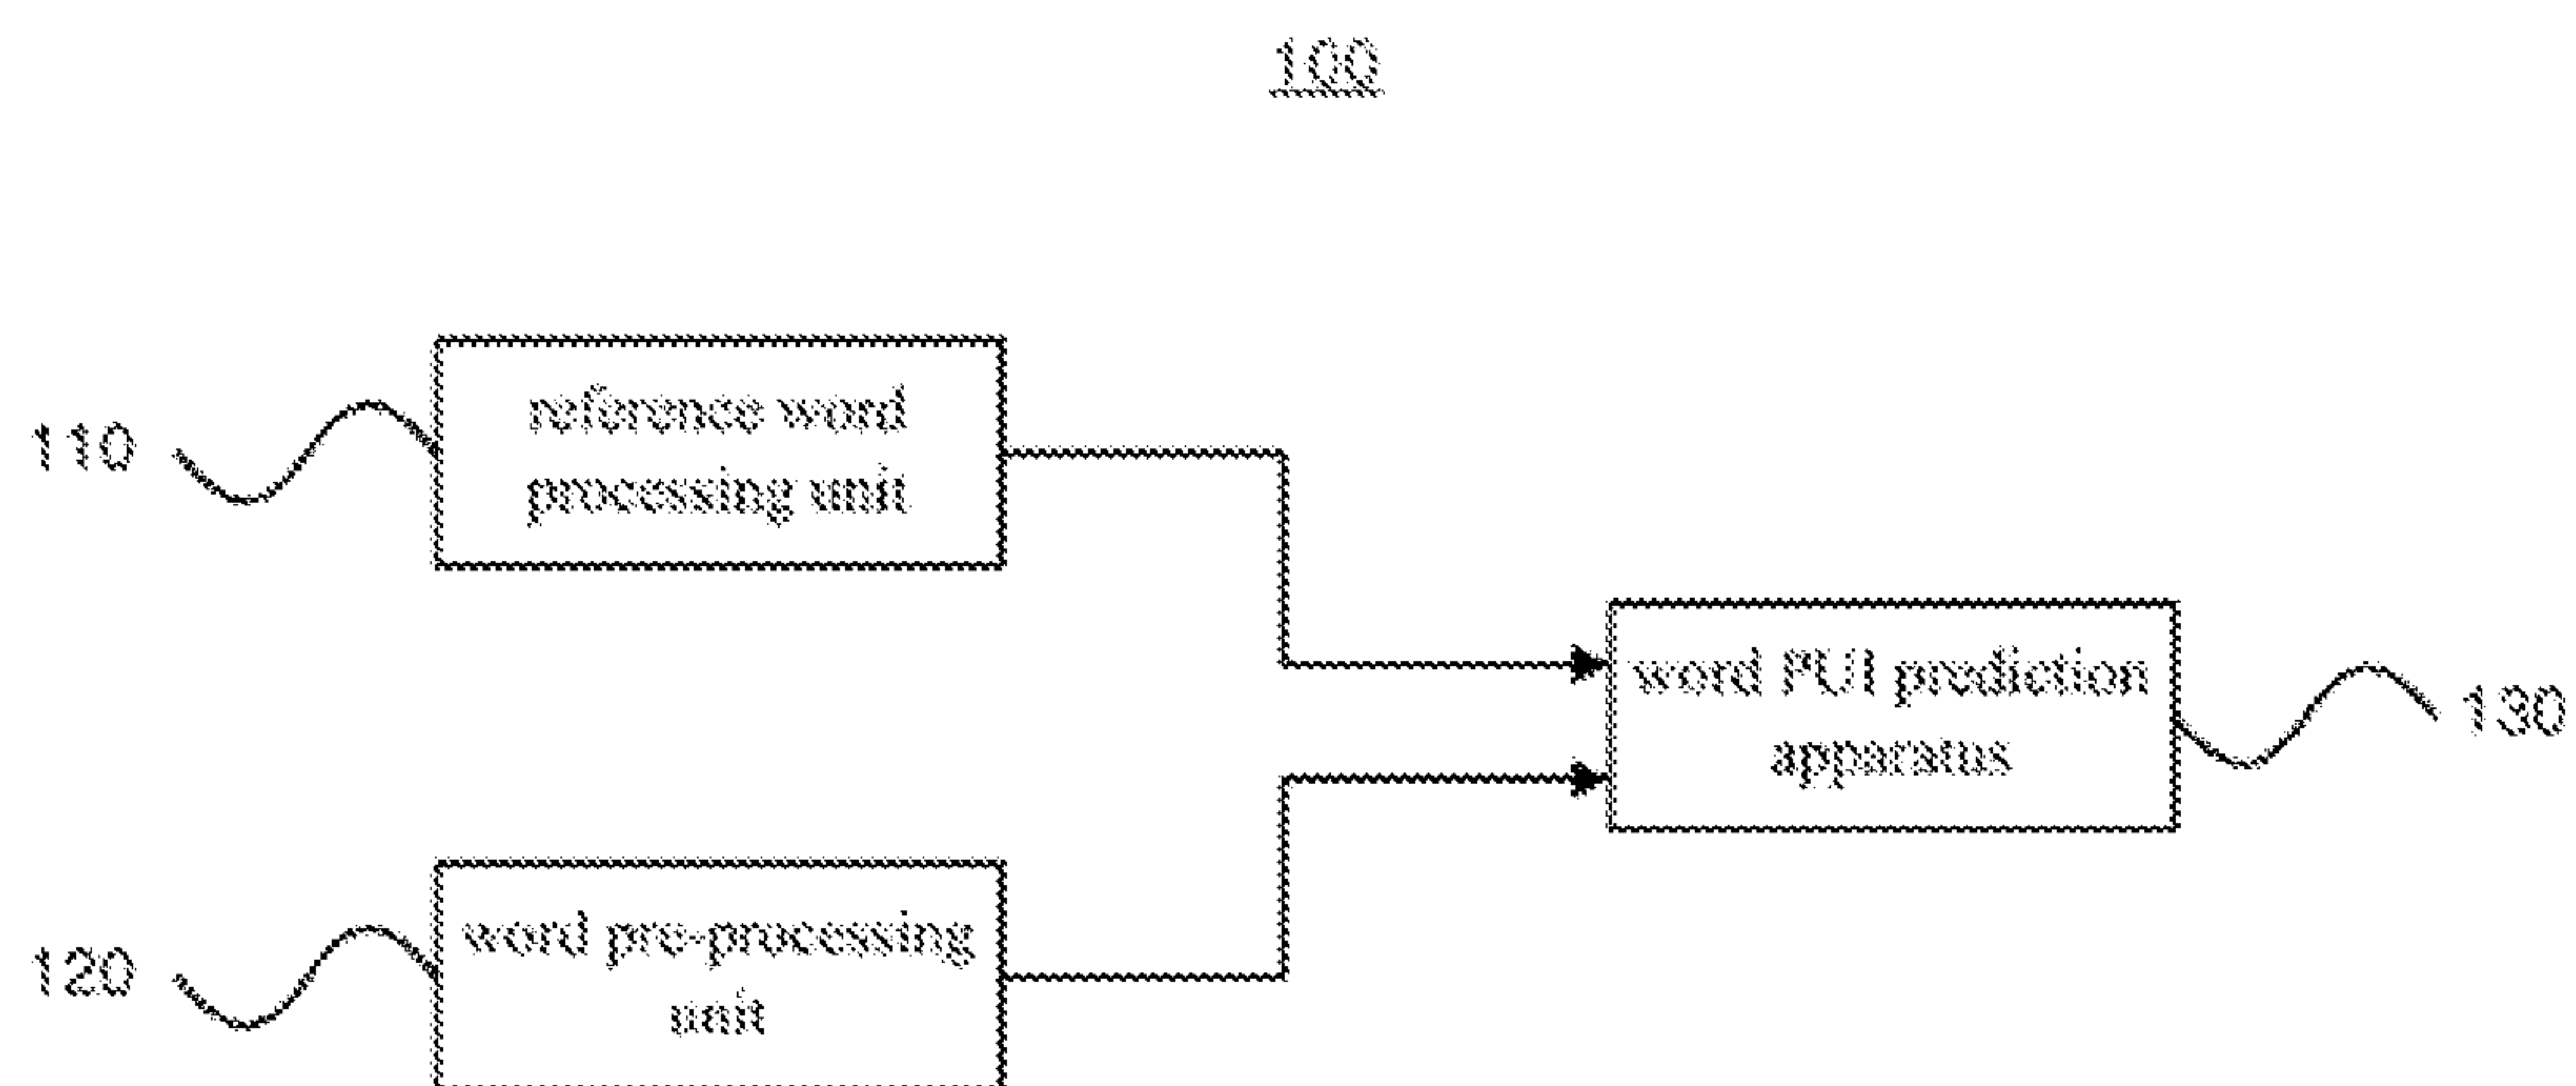 100
110
reference word
processing unit
word PUI prediction
apparatus
130
120
word pre-processing
unit